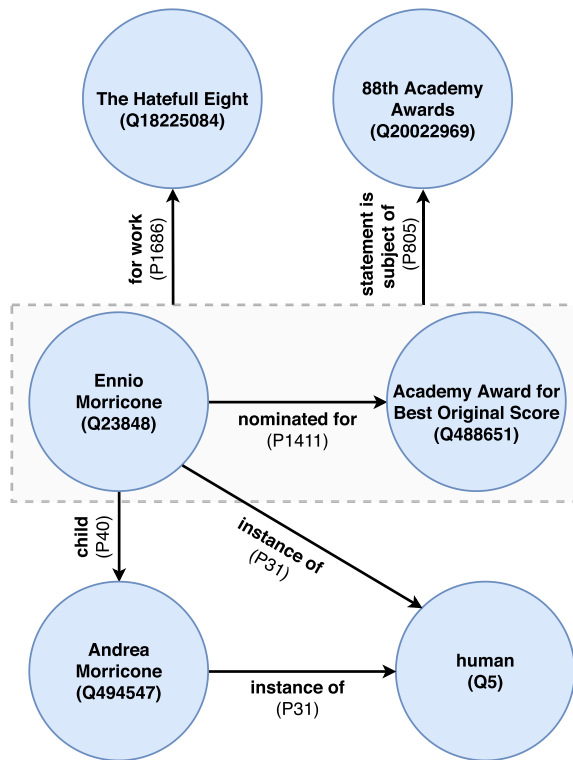 The Hatefull Eight
(Q18225084)
88th Academy
Awards
(Q20022969)
for work
(P1686)
statement is
subject of
(P805)
Ennio
Morricone
(Q23848)
nominated for
(P1411)
Academy Award for
Best Original Score
(Q488651)
child
(P40)
instance of
(P31)
Andrea
Morricone
(Q494547)
instance of
(P31)
human
(Q5)